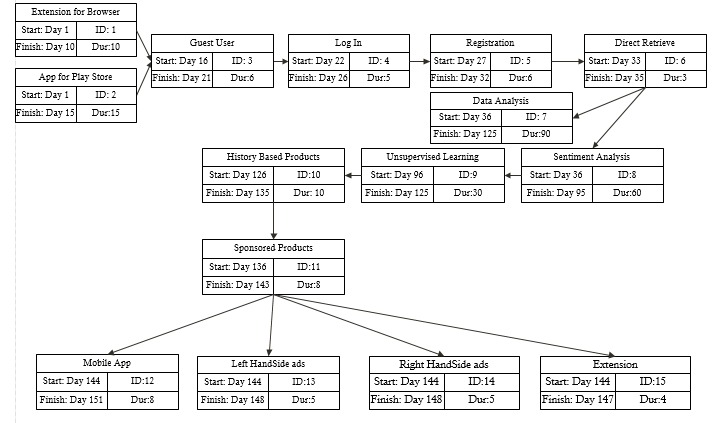 Extension for Browser
Start: Day 1 ID: 1
Finish: Day 10 Dur:10
App for Play Store
Start: Day 1 ID: 2
Finish: Day 15 Dur:15
Guest User
Start: Day 16 ID: 3
Finish: Day 21 Dur:6
Log In
Start: Day 22 ID: 4
Finish: Day 26 Dur:5
Registration
Start: Day 27 ID: 5
Finish: Day 32 Dur:6
Direct Retrieve
Start: Day 33 ID: 6
Finish: Day 35 Dur:3
Data Analysis
Start: Day 36 ID: 7
Finish: Day 125 Dur:90
History Based Products
Start: Day 126 ID:10
Finish: Day 135 Dur: 10
Unsupervised Learning
Start: Day 96 ID:9
Finish: Day 125 Dur:30
Sentiment Analysis
Start: Day 36 ID:8
Finish: Day 95 Dur:60
Sponsored Products
Start: Day 136 ID:11
Finish: Day 143 Dur:8
Mobile App
Start: Day 144 ID:12
Finish: Day 151 Dur:8
Left HandSide ads
Start: Day 144 ID:13
Finish: Day 148 Dur:5
Right HandSide ads
Start: Day 144 ID:14
Finish: Day 148 Dur:5
Extension
Start: Day 144 ID:15
Finish: Day 147 Dur:4